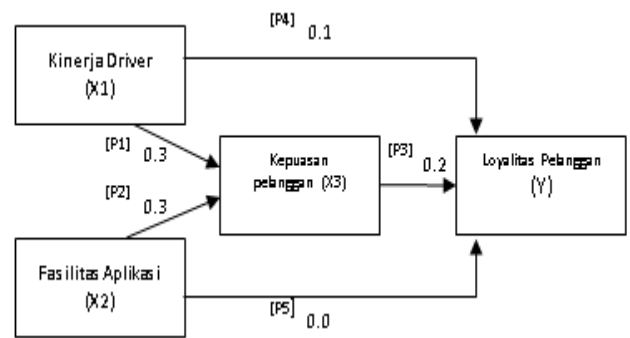 [P4]
0.1
Kinerja Driver
(X1)
[P1]
0.3
Kepuasan
pelanggan (X3)
[P3]
0.2
Loyalitas Pelanggan
(Y)
[P2]
0.3
Fasilitas Aplikasi
(X2)
[P5]
0.0